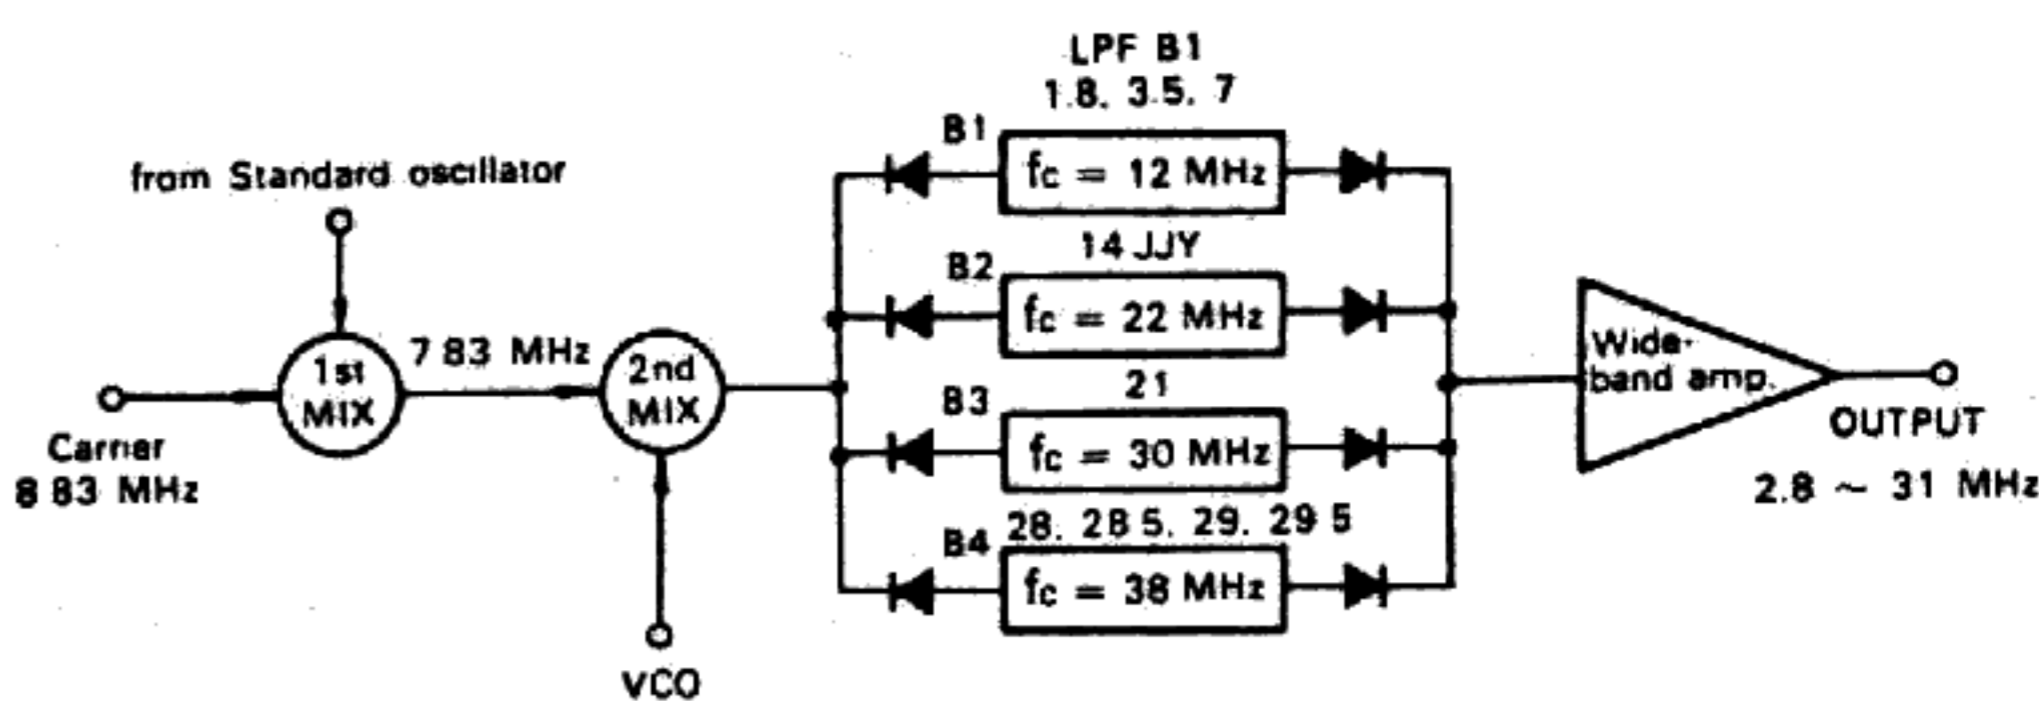 LPF B1
1.8. 3.5. 7
B1
fc = 12 MHz
from Standard oscillator
14 JJY
B2
fc = 22 MHz
1st
MIX
7 83 MHz
2nd
MIX
Wide-
band amp.
21
B3
fc = 30 MHz
OUTPUT
2.8 ~ 31 MHz
Carrier
8 83 MHz
28. 28 5. 29. 29 5
B4
fc = 38 MHz
VCO